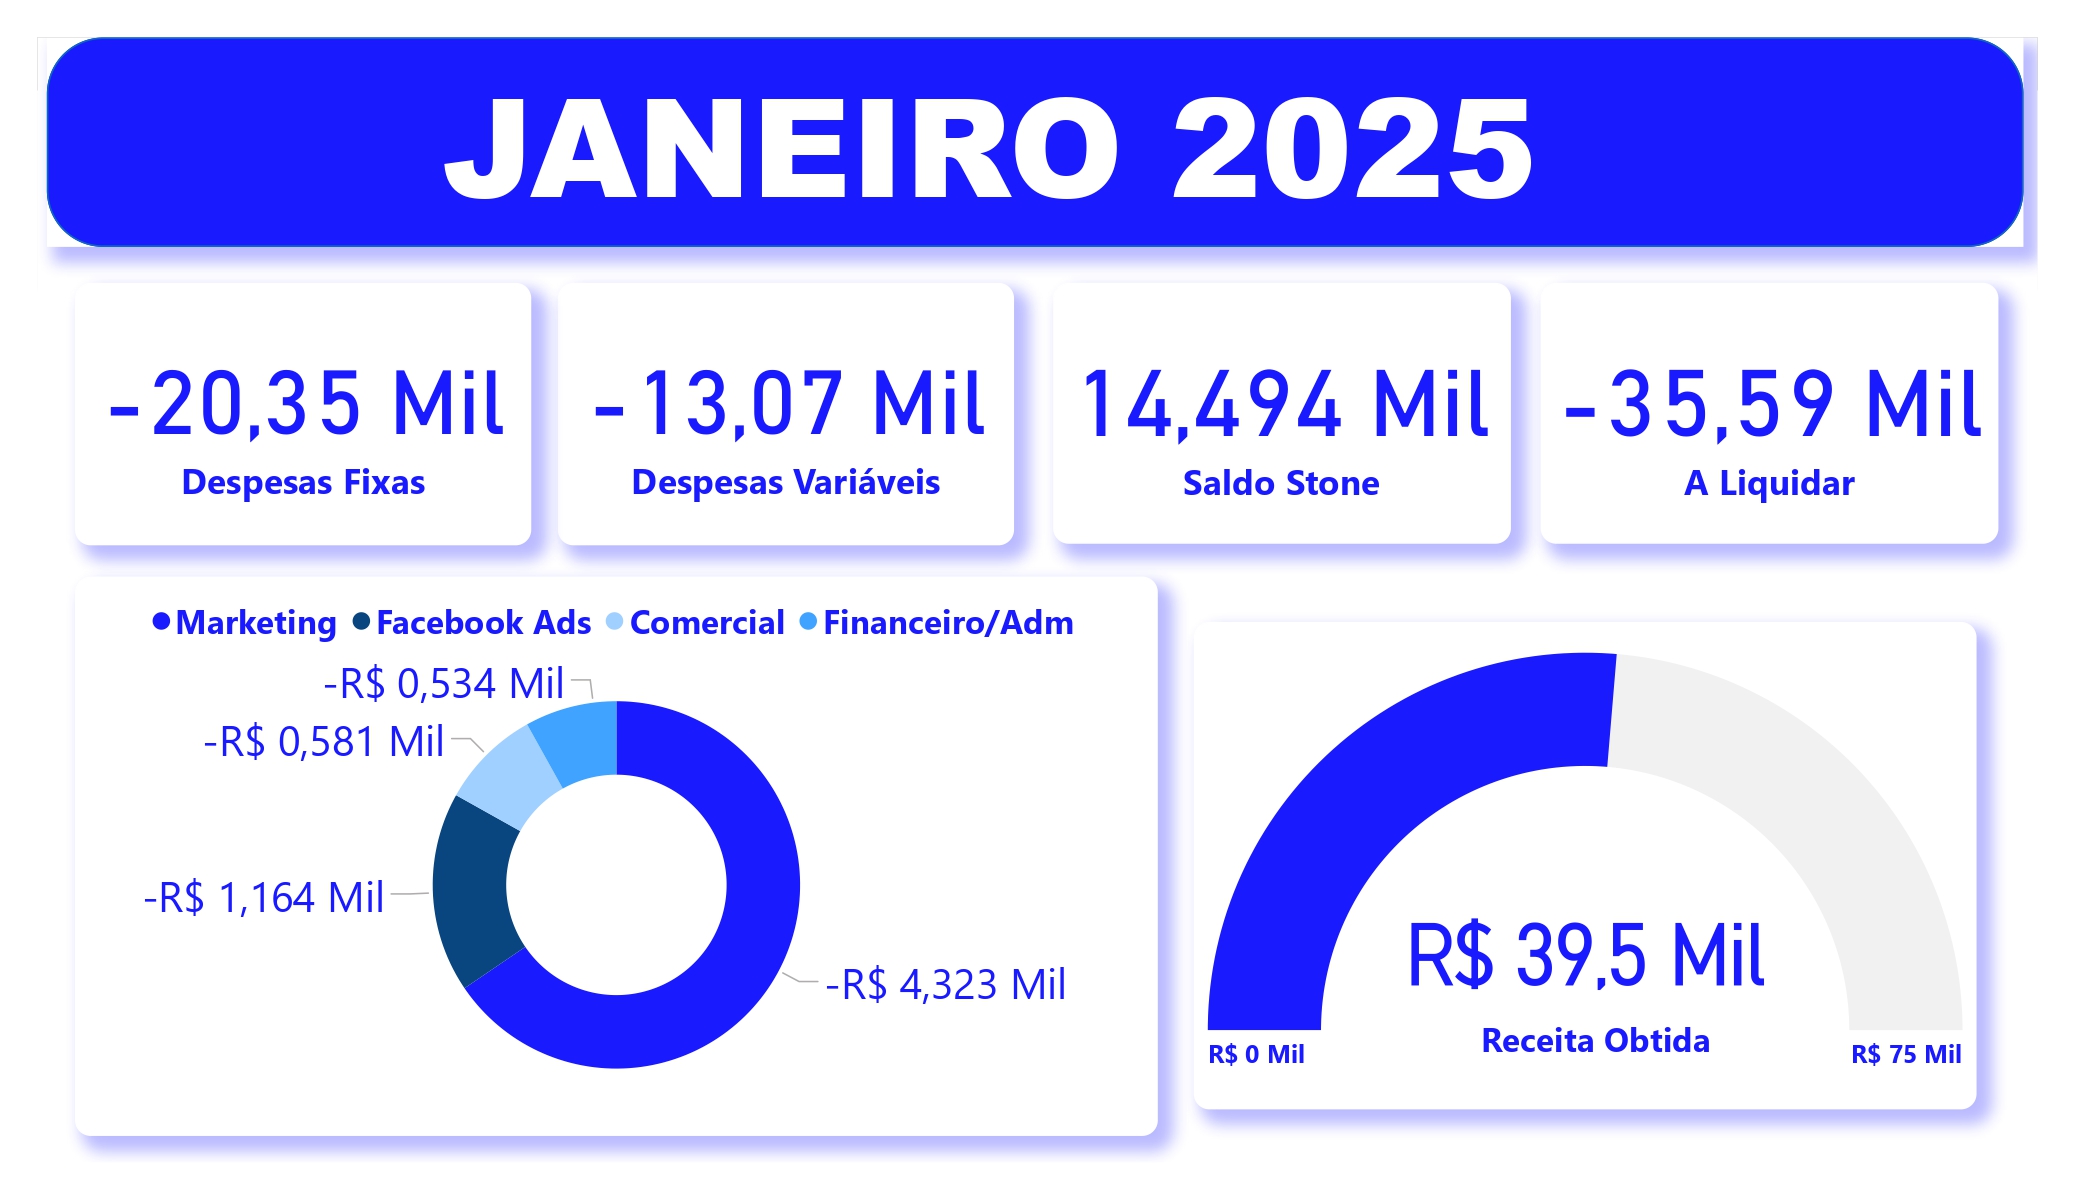 JANEIRO 2025
-20,35 Mil
Despesas Fixas
-13,07 Mil
Despesas Variáveis
14,494 Mil
Saldo Stone
-35,59 Mil
A Liquidar
Marketing Facebook Ads Comercial Financeiro/Adm
-R$ 0,534 Mil
-R$ 0,581 Mil
-R$ 1,164 Mil
-R$ 4,323 Mil
R$ 39,5 Mil
Receita Obtida
R$ 0 Mil
R$ 75 Mil